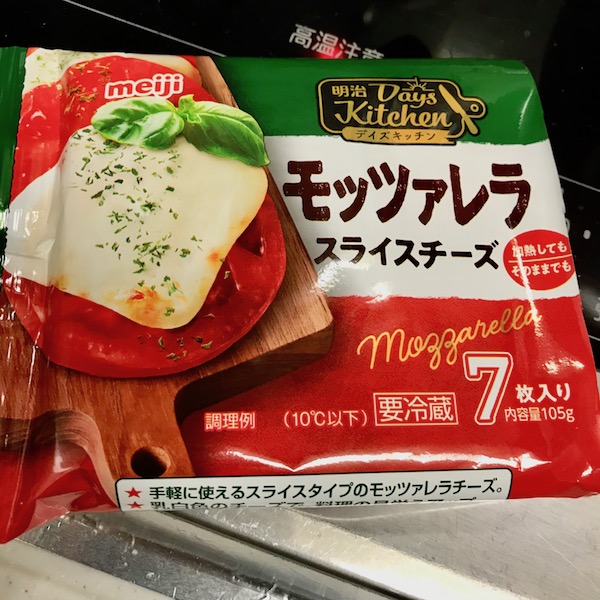 高温注意
meiji
明治
Days
Kitchen
デイズキッチン
モッツァレラ
スライスチーズ
加熱しても
そのままでも
Mozzarella
7枚入り
内容量105g
調理例 (10℃以下) 要冷蔵
★ 手軽に使えるスライスタイプのモッツァレラチーズ。